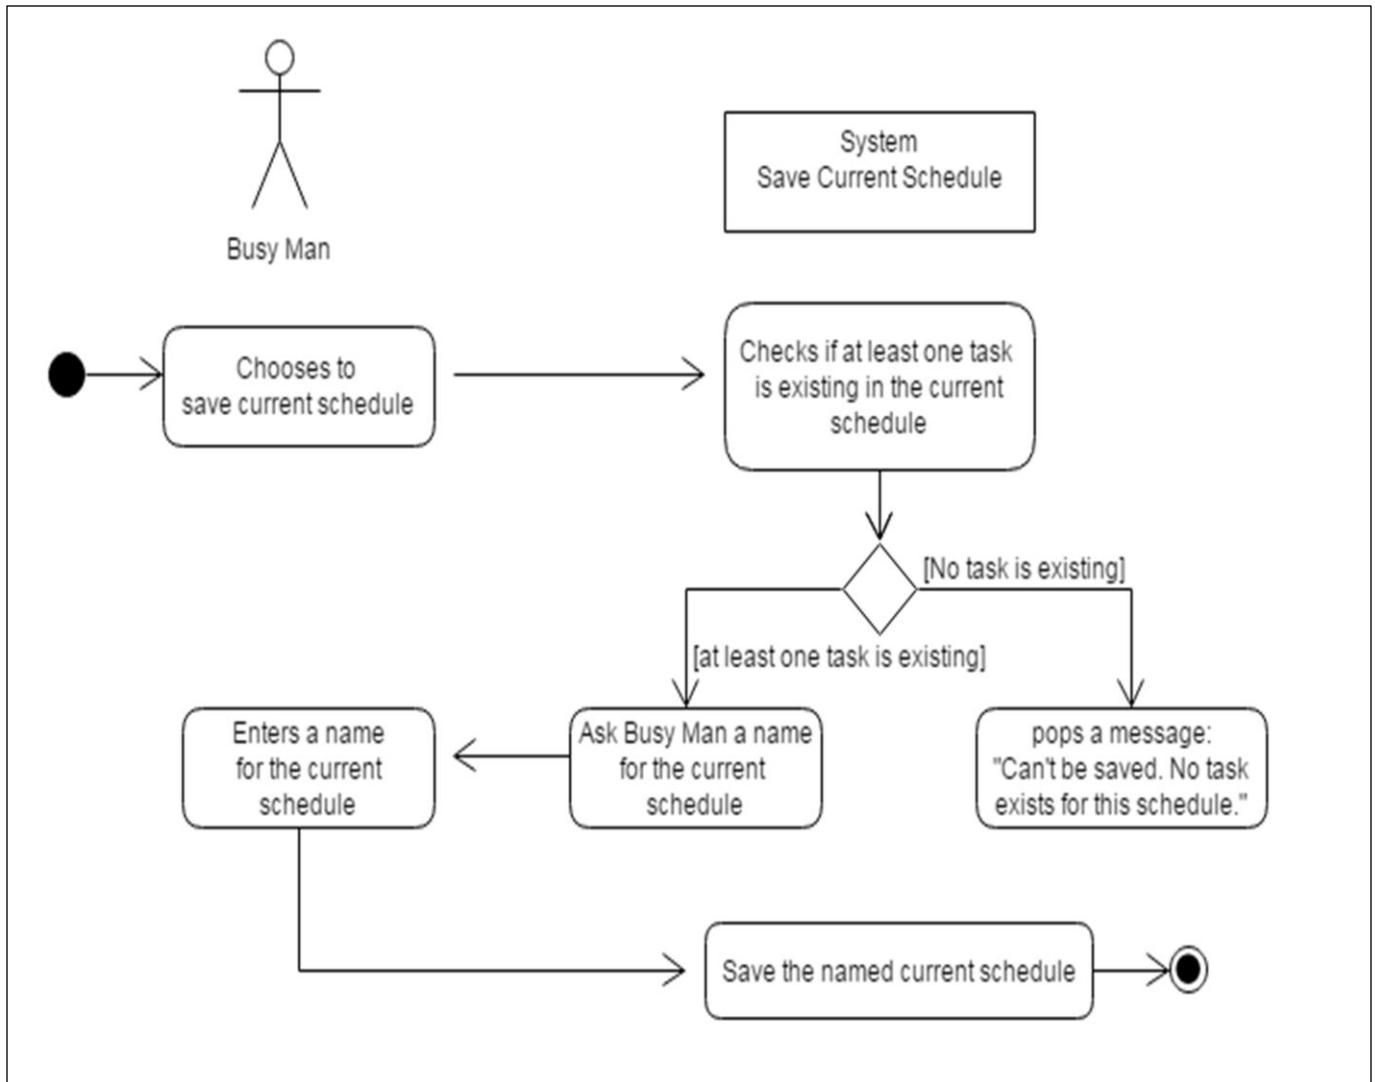 System
Save Current Schedule
Busy Man
Chooses to
save current schedule
Checks if at least one task
is existing in the current
schedule
[No task is existing]
[at least one task is existing]
Enters a name
for the current
schedule
Ask Busy Man a name
for the current
schedule
pops a message:
"Can't be saved. No task
exists for this schedule."
Save the named current schedule